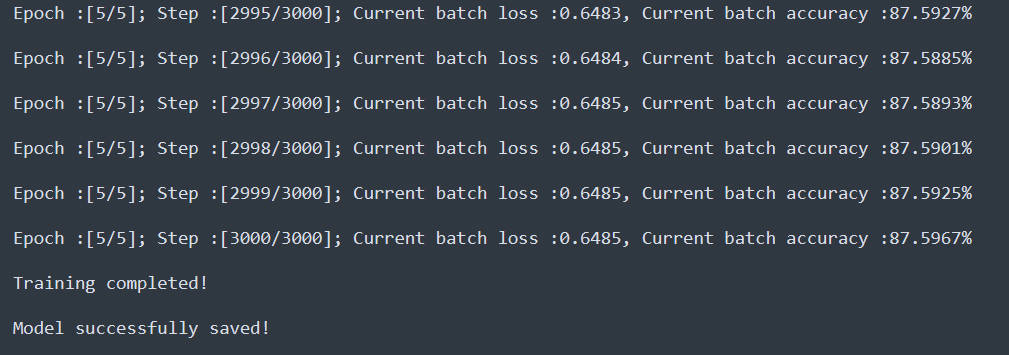 Epoch :[5/5]; Step :[2995/3000]; Current batch loss :0.6483, Current batch accuracy :87.5927%
Epoch :[5/5]; Step :[2996/3000]; Current batch loss :0.6484, Current batch accuracy :87.5885%
Epoch :[5/5]; Step :[2997/3000]; Current batch loss :0.6485, Current batch accuracy :87.5893%
Epoch :[5/5]; Step :[2998/3000]; Current batch loss :0.6485, Current batch accuracy :87.5901%
Epoch :[5/5]; Step :[2999/3000]; Current batch loss :0.6485, Current batch accuracy :87.5925%
Epoch :[5/5]; Step :[3000/3000]; Current batch loss :0.6485, Current batch accuracy :87.5967%
Training completed!
Model successfully saved!